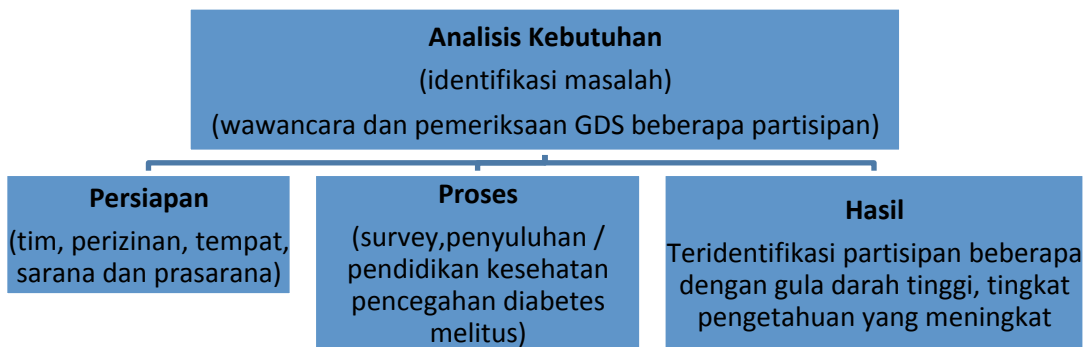 Analisis Kebutuhan
(identifikasi masalah)
(wawancara dan pemeriksaan GDS beberapa partisipan)
Persiapan
(tim, perizinan, tempat,
sarana dan prasarana)
Proses
(survey,penyuluhan /
pendidikan kesehatan
pencegahan diabetes
melitus)
Hasil
Teridentifikasi partisipan beberapa
dengan gula darah tinggi, tingkat
pengetahuan yang meningkat